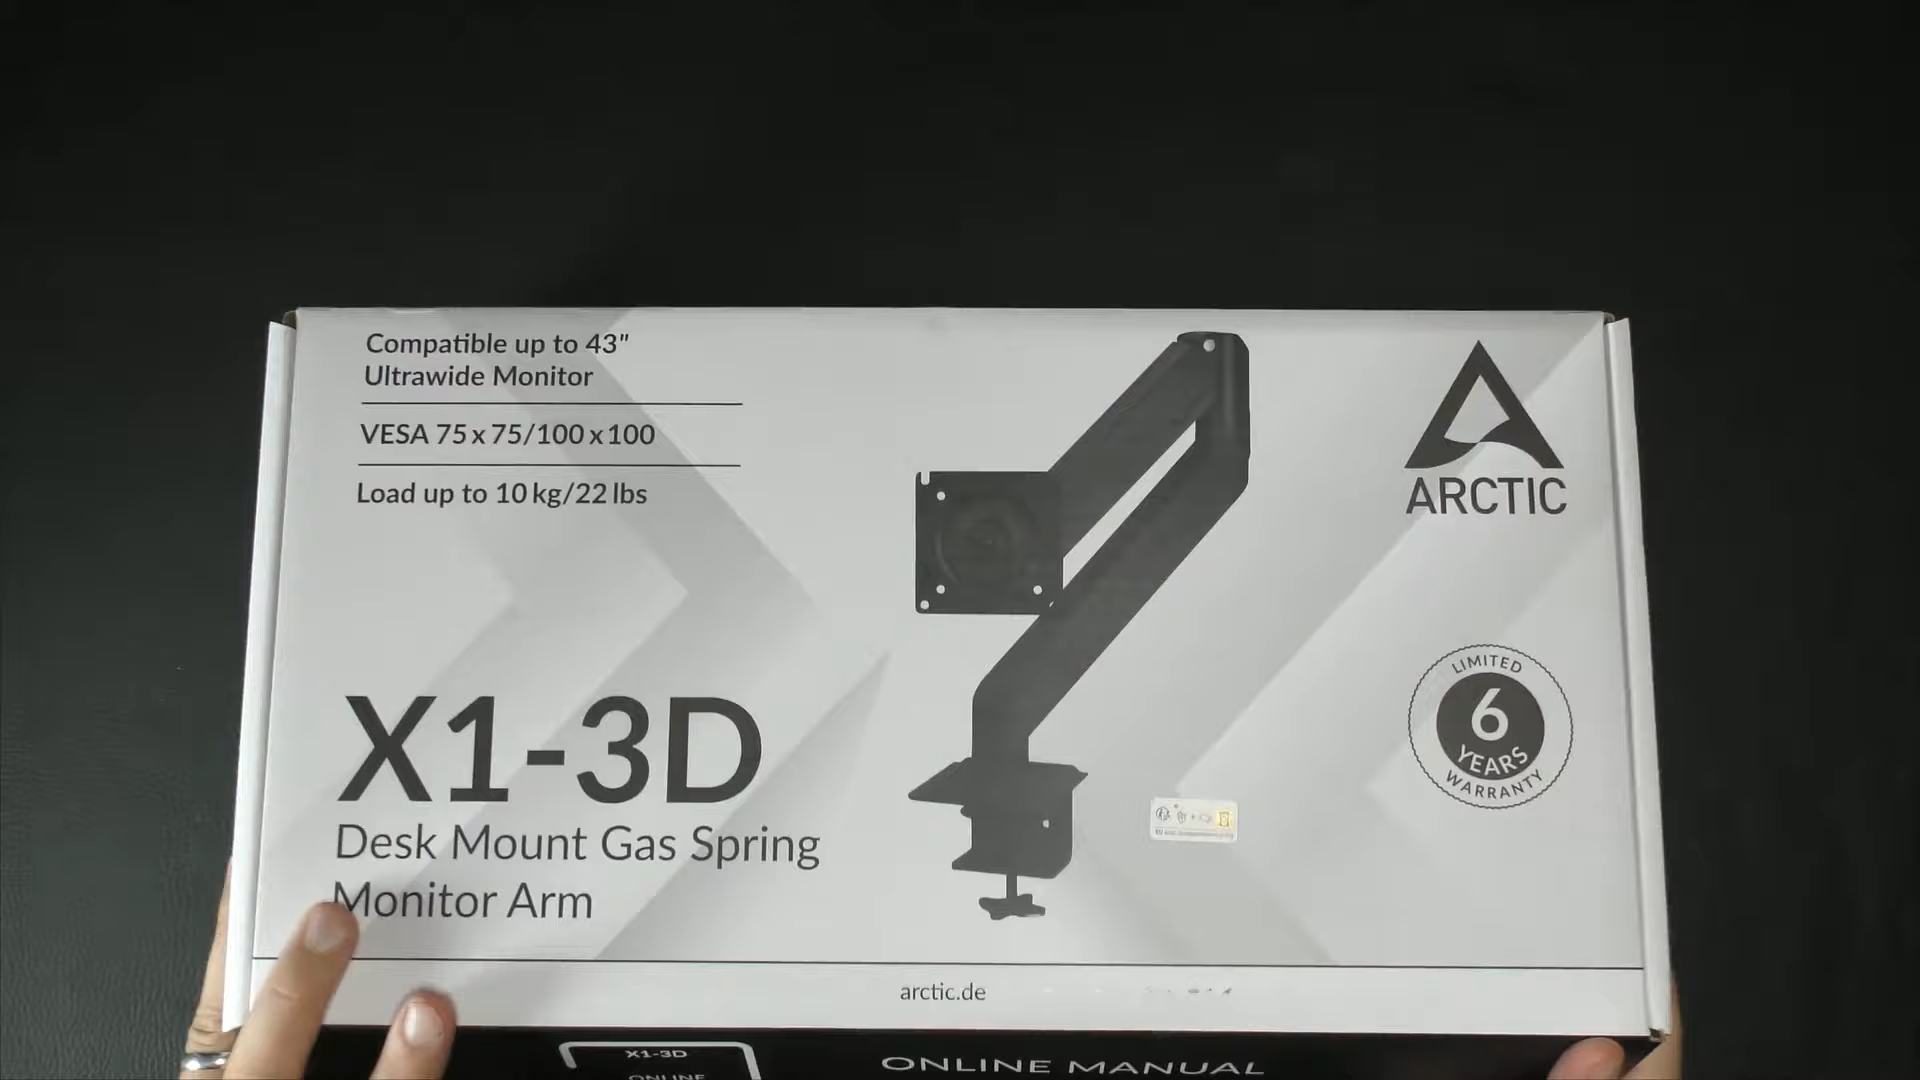 Compatible up to 43"
Ultrawide Monitor
VESA 75 x 75/100 x 100
Load up to 10 kg/22 lbs
ARCTIC
X1-3D
Desk Mount Gas Spring
Monitor Arm
LIMITED
6
YEARS
WARRANTY
arctic.de
X1-3D
ONLINE
ONLINE MANUAL